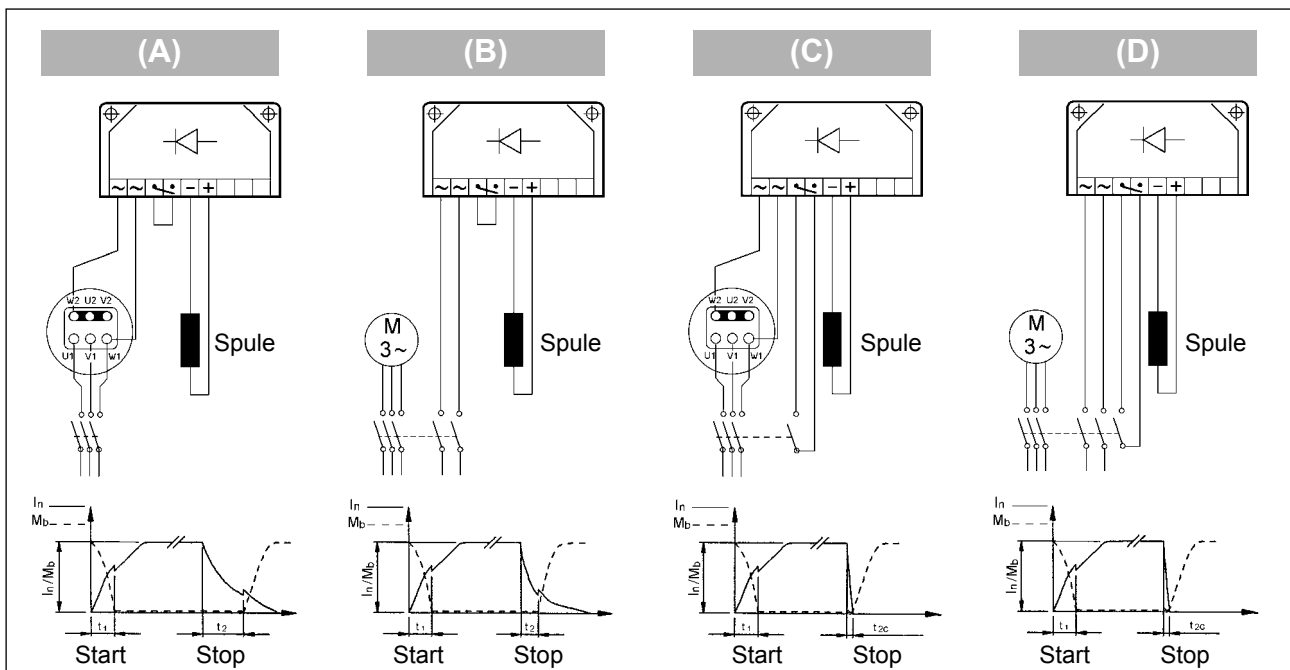 (A) (B) (C) (D)
~ ~ − + ~ ~ − + ~ ~ − + ~ ~ − +
W2 U2 V2 W2 U2 V2
M M
3~ Spule 3~ Spule
Spule Spule
U1 V1 W1 U1 V1 W1
In In In In
Mb Mb Mb Mb
In/Mb In/Mb In/Mb In/Mb
t1 t2 t1 t2 t1 t2c t1 t2c
Start Stop Start Stop Start Stop Start Stop